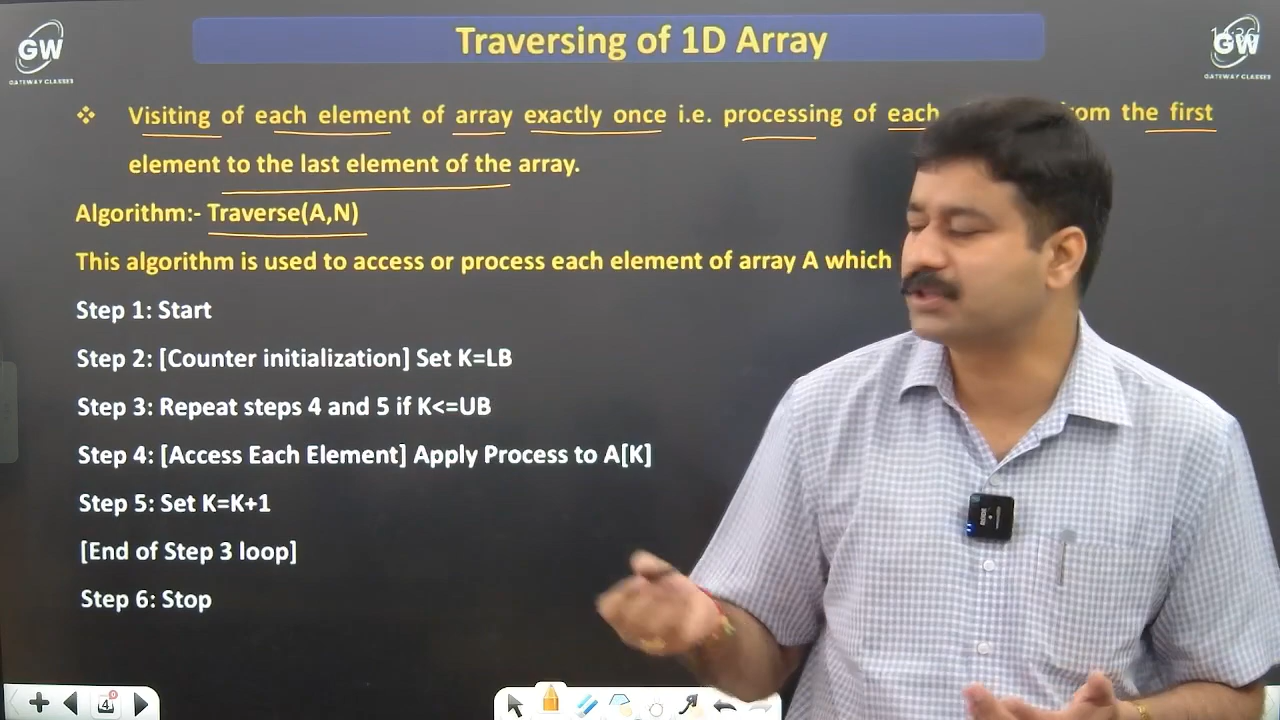 Traversing of 1D Array
GW
GATEWAY CLASSES
GW
GATEWAY CLASSES
❖ Visiting of each element of array exactly once i.e. processing of each from the first
element to the last element of the array.
Algorithm:- Traverse(A,N)
This algorithm is used to access or process each element of array A which
Step 1: Start
Step 2: [Counter initialization] Set K=LB
Step 3: Repeat steps 4 and 5 if K<=UB
Step 4: [Access Each Element] Apply Process to A[K]
Step 5: Set K=K+1
[End of Step 3 loop]
Step 6: Stop
4